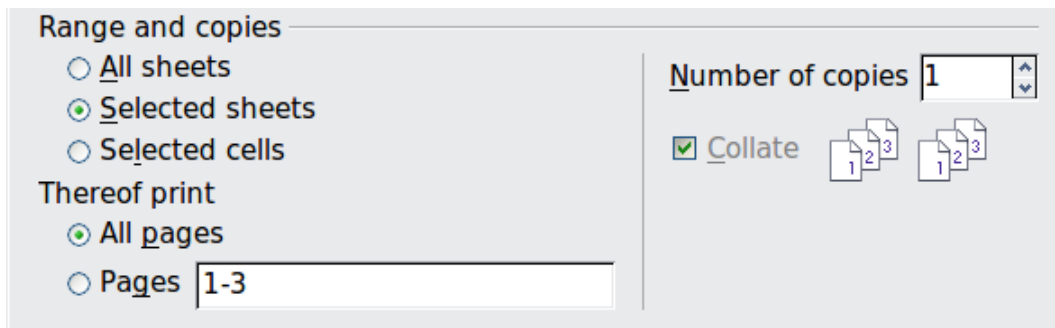 Range and copies
All sheets
Selected sheets
Selected cells
Thereof print
All pages
Pages 1-3
Number of copies 1
Collate 1 2 3 1 2 3